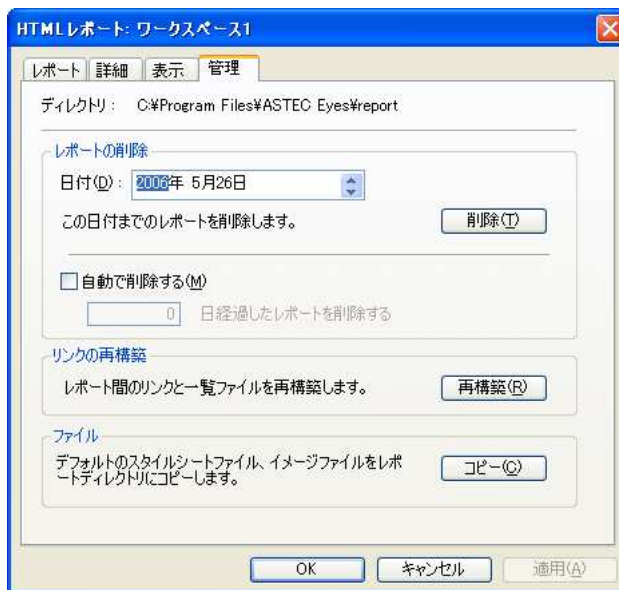 HTMLレポート: ワークスペース1
レポート 詳細 表示 管理
ディレクトリ： C:¥Program Files¥ASTEC Eyes¥report
レポートの削除
日付(D)： 2006年 5月26日
この日付までのレポートを削除します。 削除(T)
自動で削除する(M)
0 日経過したレポートを削除する
リンクの再構築
レポート間のリンクと一覧ファイルを再構築します。 再構築(R)
ファイル
デフォルトのスタイルシートファイル、イメージファイルをレポ
ートディレクトリにコピーします。 コピー(C)
OK キャンセル 適用(A)